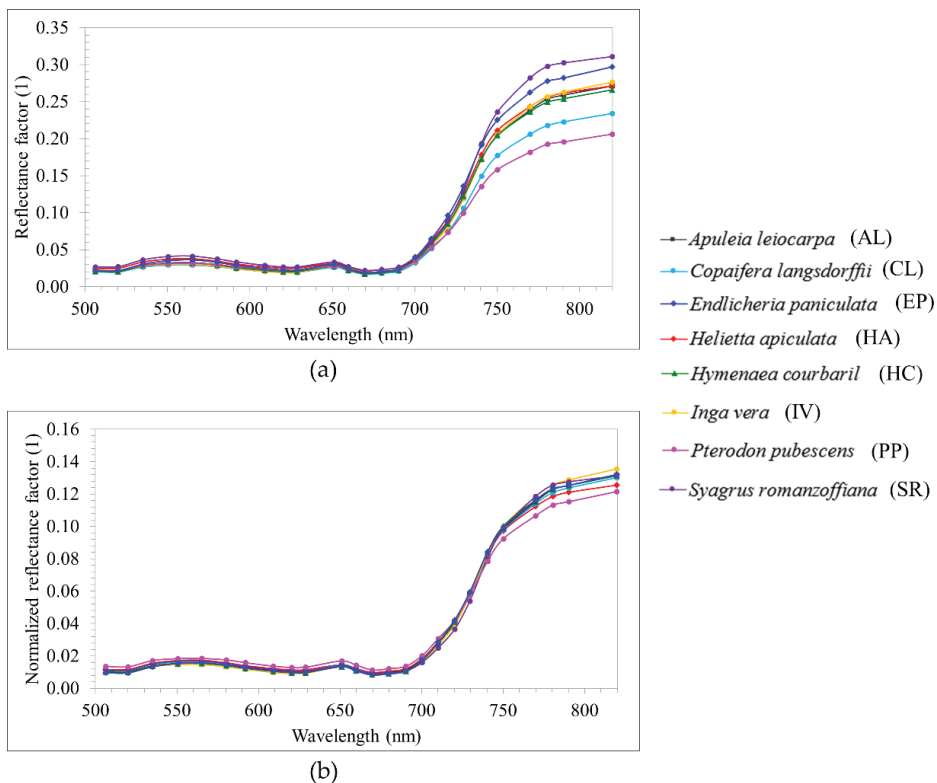 Reflectance factor (1)
0.35
0.30
0.25
0.20
0.15
0.10
0.05
0.00
500 550 600 650 700 750 800
Wavelength (nm)
(a)
Apuleia leiocarpa (AL)
Copaifera langsdorffii (CL)
Endlicheria paniculata (EP)
Helietta apiculata (HA)
Hymenaea courbaril (HC)
Inga vera (IV)
Pterodon pubescens (PP)
Syagrus romanzoffiana (SR)
Normalized reflectance factor (1)
0.16
0.14
0.12
0.10
0.08
0.06
0.04
0.02
0.00
500 550 600 650 700 750 800
Wavelength (nm)
(b)